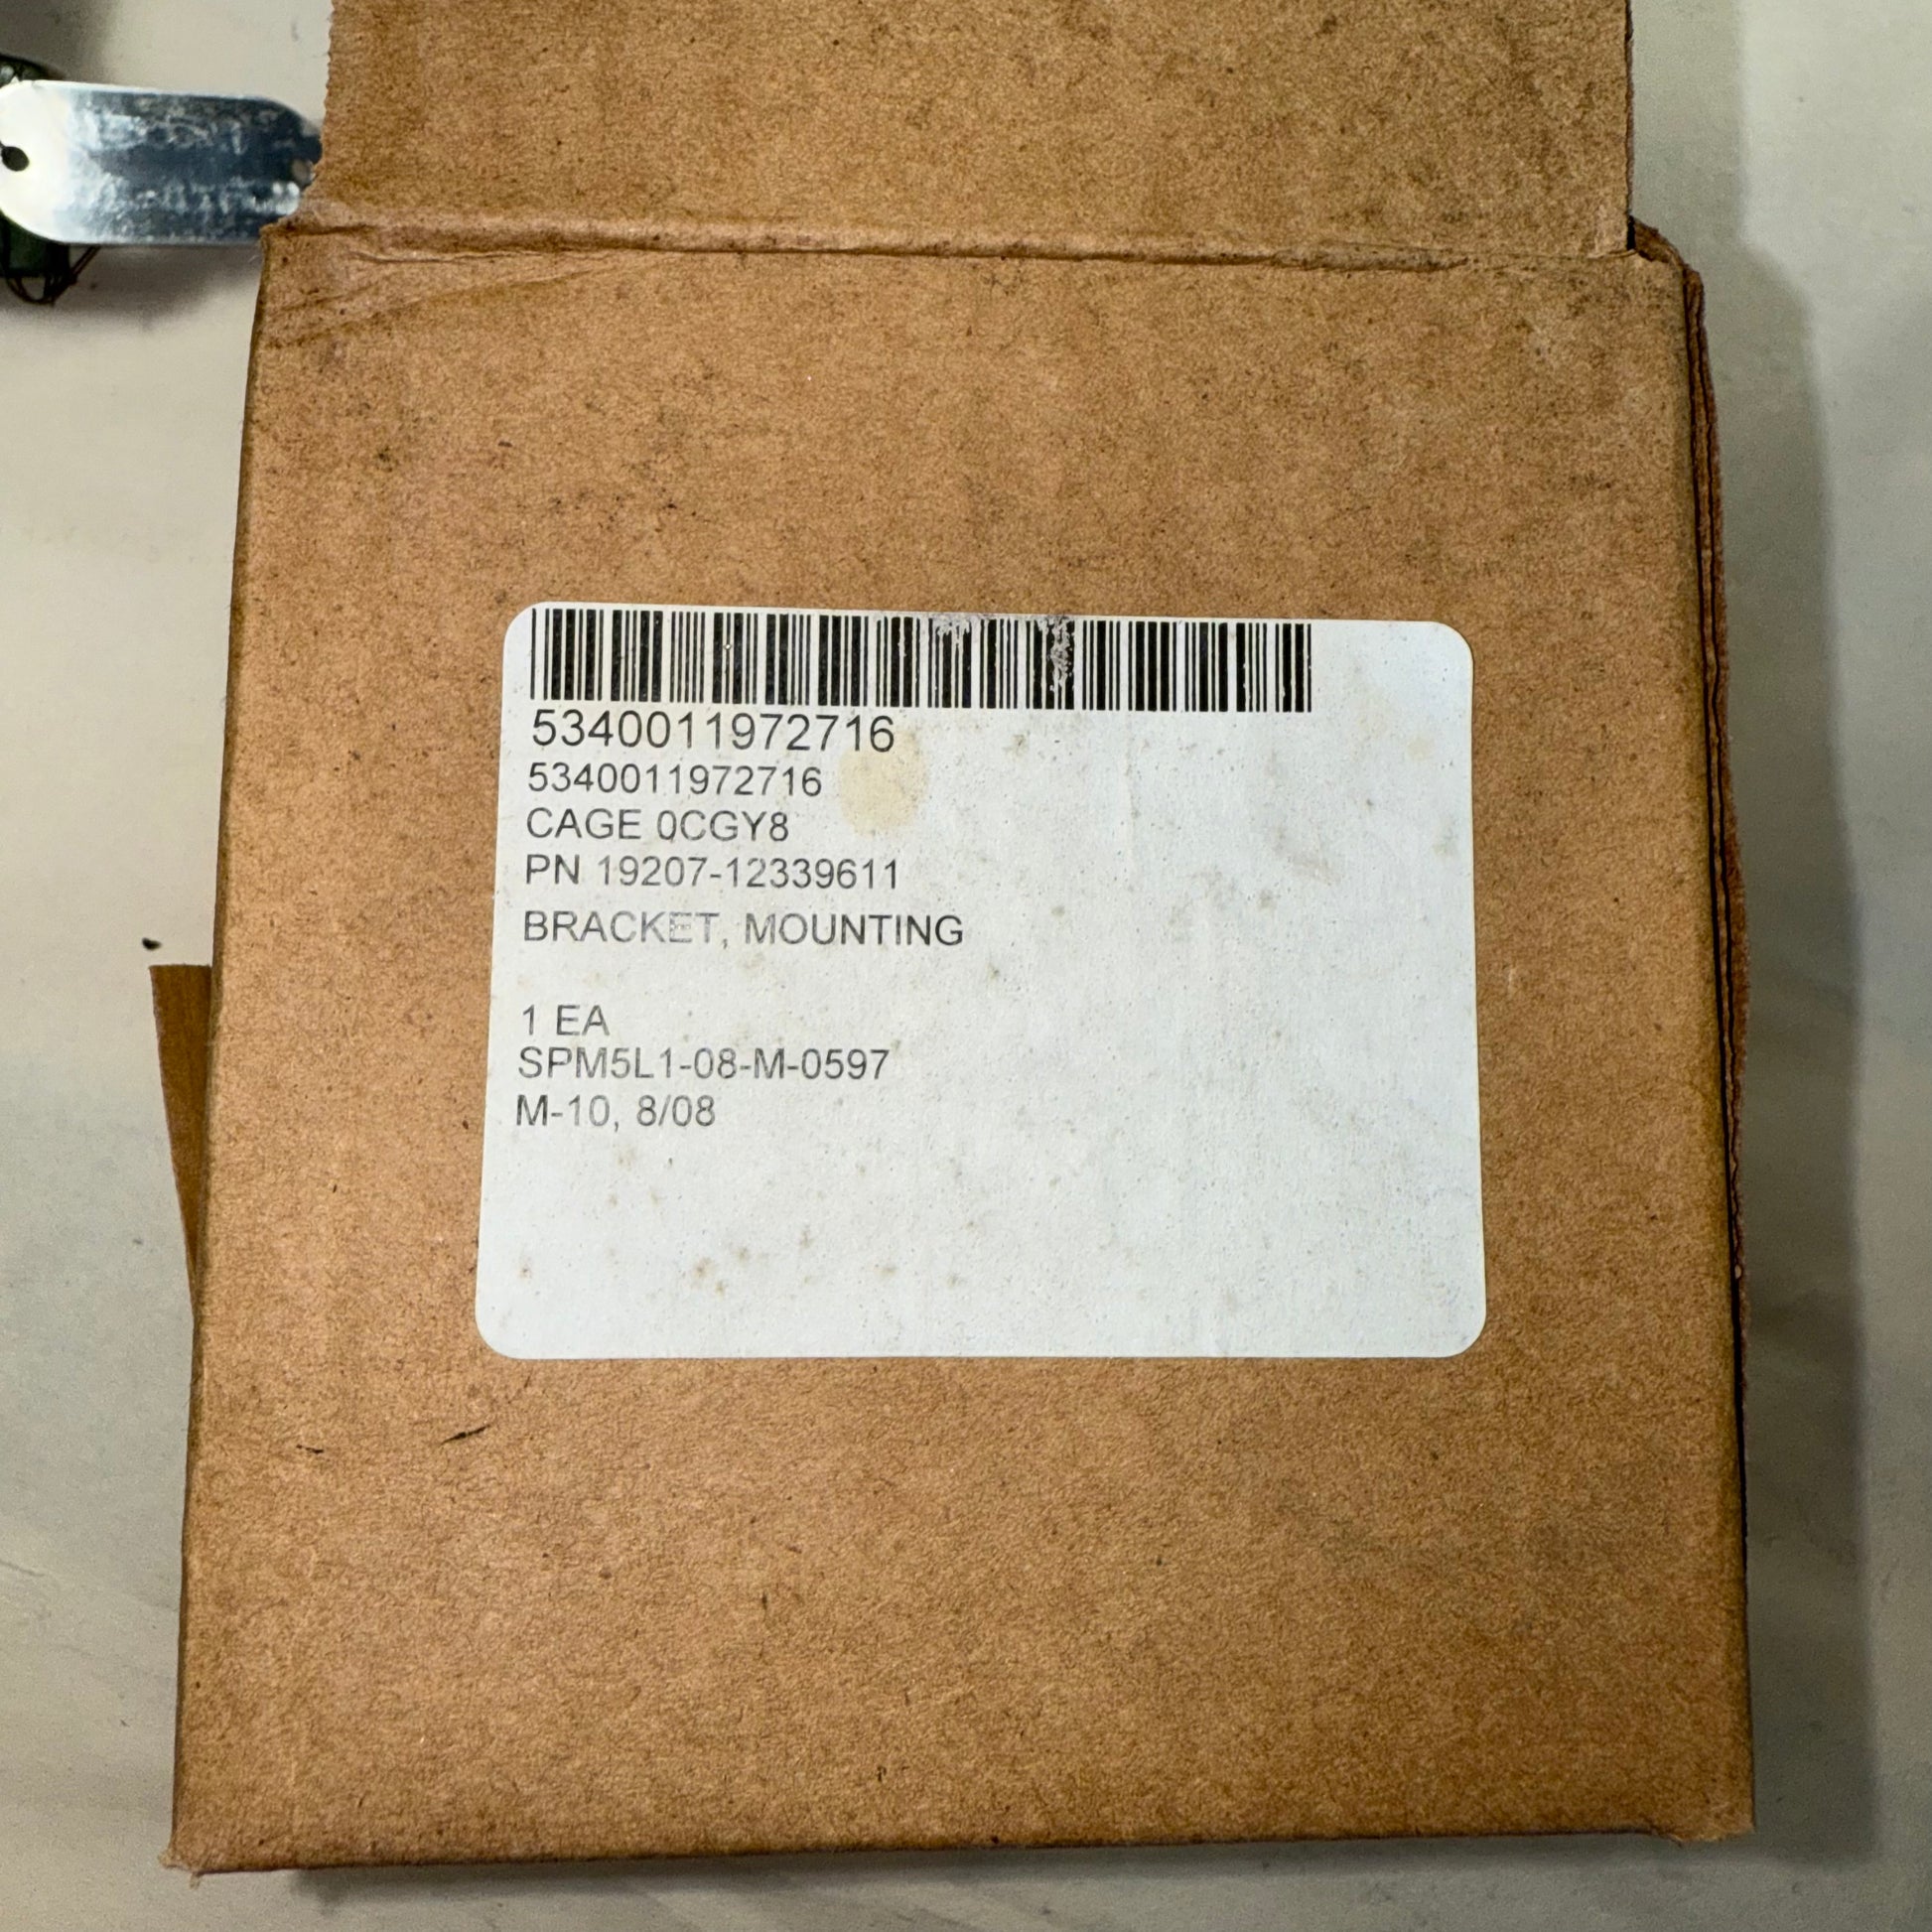 5340011972716
5340011972716
CAGE 0CGY8
PN 19207-12339611
BRACKET, MOUNTING
1 EA
SPM5L1-08-M-0597
M-10, 8/08